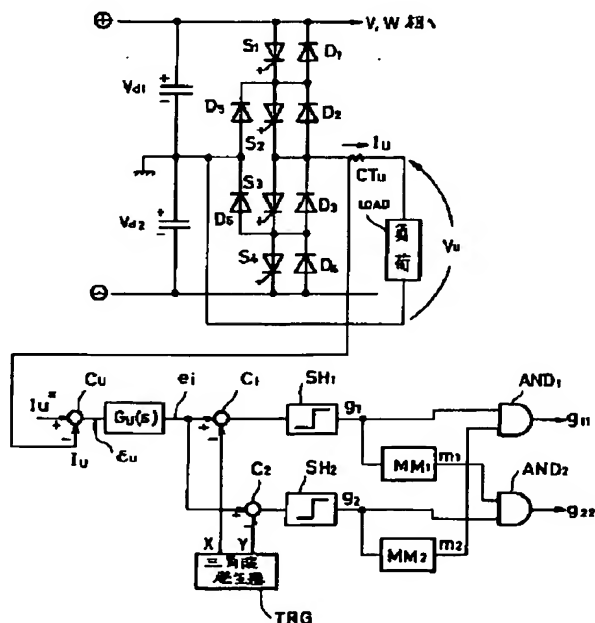 ⊕
V, W 相へ
S1
D1
Vd1
+
−
D5
D2
S2
Iu
CTu
S3
LOAD
負荷
Vu
Vd2
+
−
D3
S4
⊖
Cu
Iu*
+
−
Iu
εu
Gu(s)
ei
C1
+
−
SH1
g1
AND1
g11
MM1
m1
AND2
g22
C2
+
−
SH2
g2
MM2
m2
X
Y
三角波
発生器
TRG